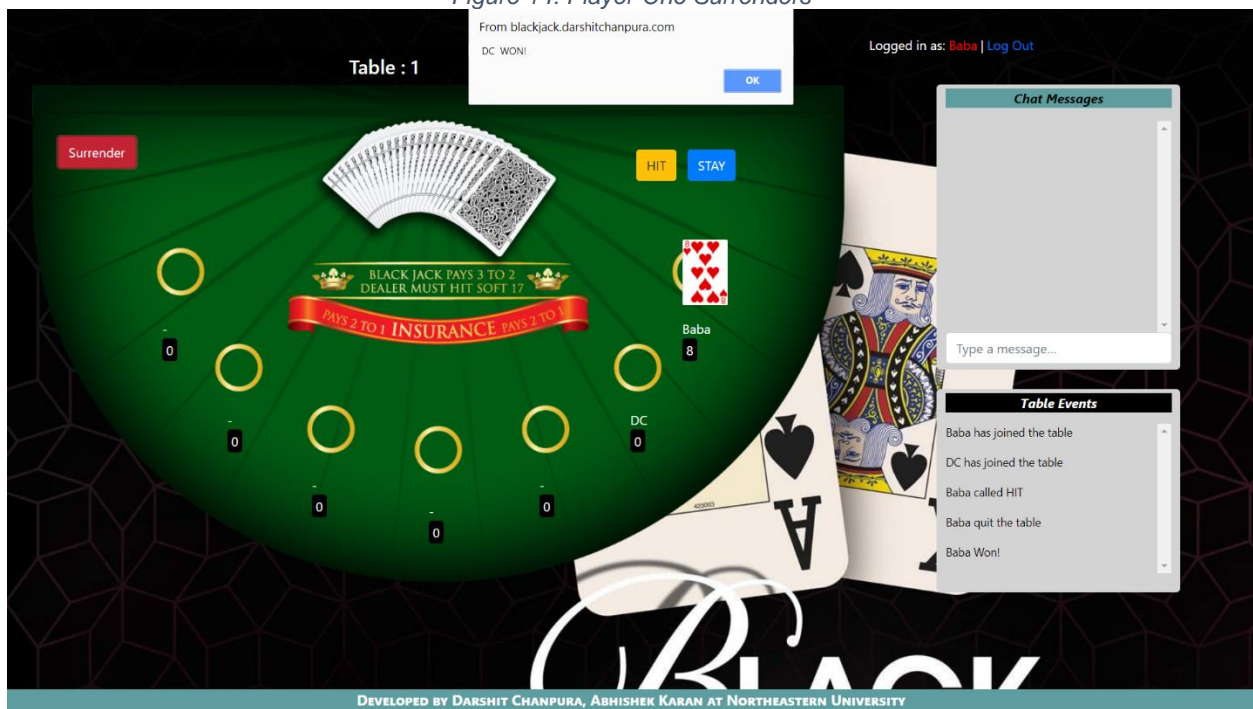 Figure 11: Player One Surrenders
From blackjack.darshitchanpura.com
DC WON!
OK
Logged in as: Baba | Log Out
Table : 1
Surrender
HIT
STAY
BLACK JACK PAYS 3 TO 2
DEALER MUST HIT SOFT 17
PAYS 2 TO 1 INSURANCE PAYS 2 TO 1
8
8
Baba
8
DC
0
-
0
-
0
-
0
-
0
-
0
Chat Messages
Type a message...
Table Events
Baba has joined the table
DC has joined the table
Baba called HIT
Baba quit the table
Baba Won!
423003
A
K
BLACK
DEVELOPED BY DARSHIT CHANPURA, ABHISHEK KARAN AT NORTHEASTERN UNIVERSITY